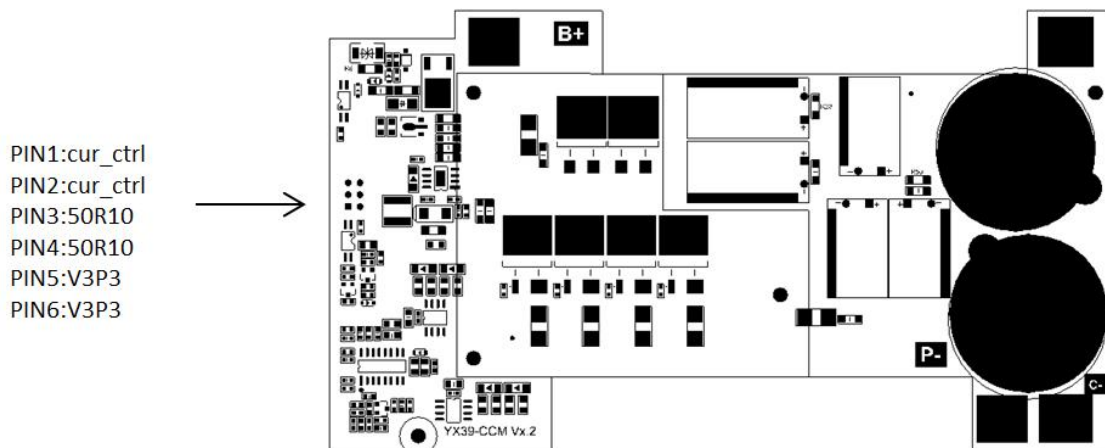 B+
PIN1:cur_ctrl
PIN2:cur_ctrl
PIN3:50R10
PIN4:50R10
PIN5:V3P3
PIN6:V3P3
P-
C-
YX39-CCM Vx.2